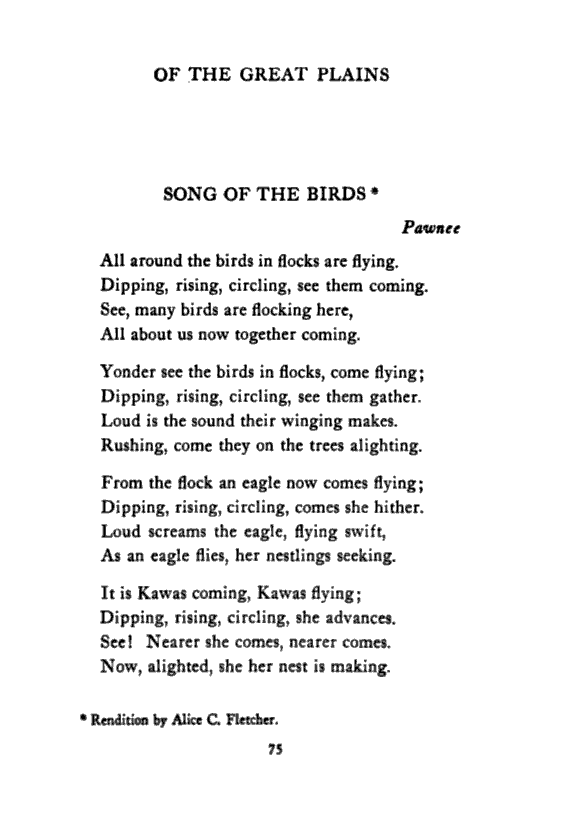 OF THE GREAT PLAINS
SONG OF THE BIRDS *
Pawnee
All around the birds in flocks are flying.
Dipping, rising, circling, see them coming.
See, many birds are flocking here,
All about us now together coming.
Yonder see the birds in flocks, come flying;
Dipping, rising, circling, see them gather.
Loud is the sound their winging makes.
Rushing, come they on the trees alighting.
From the flock an eagle now comes flying;
Dipping, rising, circling, comes she hither.
Loud screams the eagle, flying swift,
As an eagle flies, her nestlings seeking.
It is Kawas coming, Kawas flying;
Dipping, rising, circling, she advances.
See! Nearer she comes, nearer comes.
Now, alighted, she her nest is making.
* Rendition by Alice C. Fletcher.
75